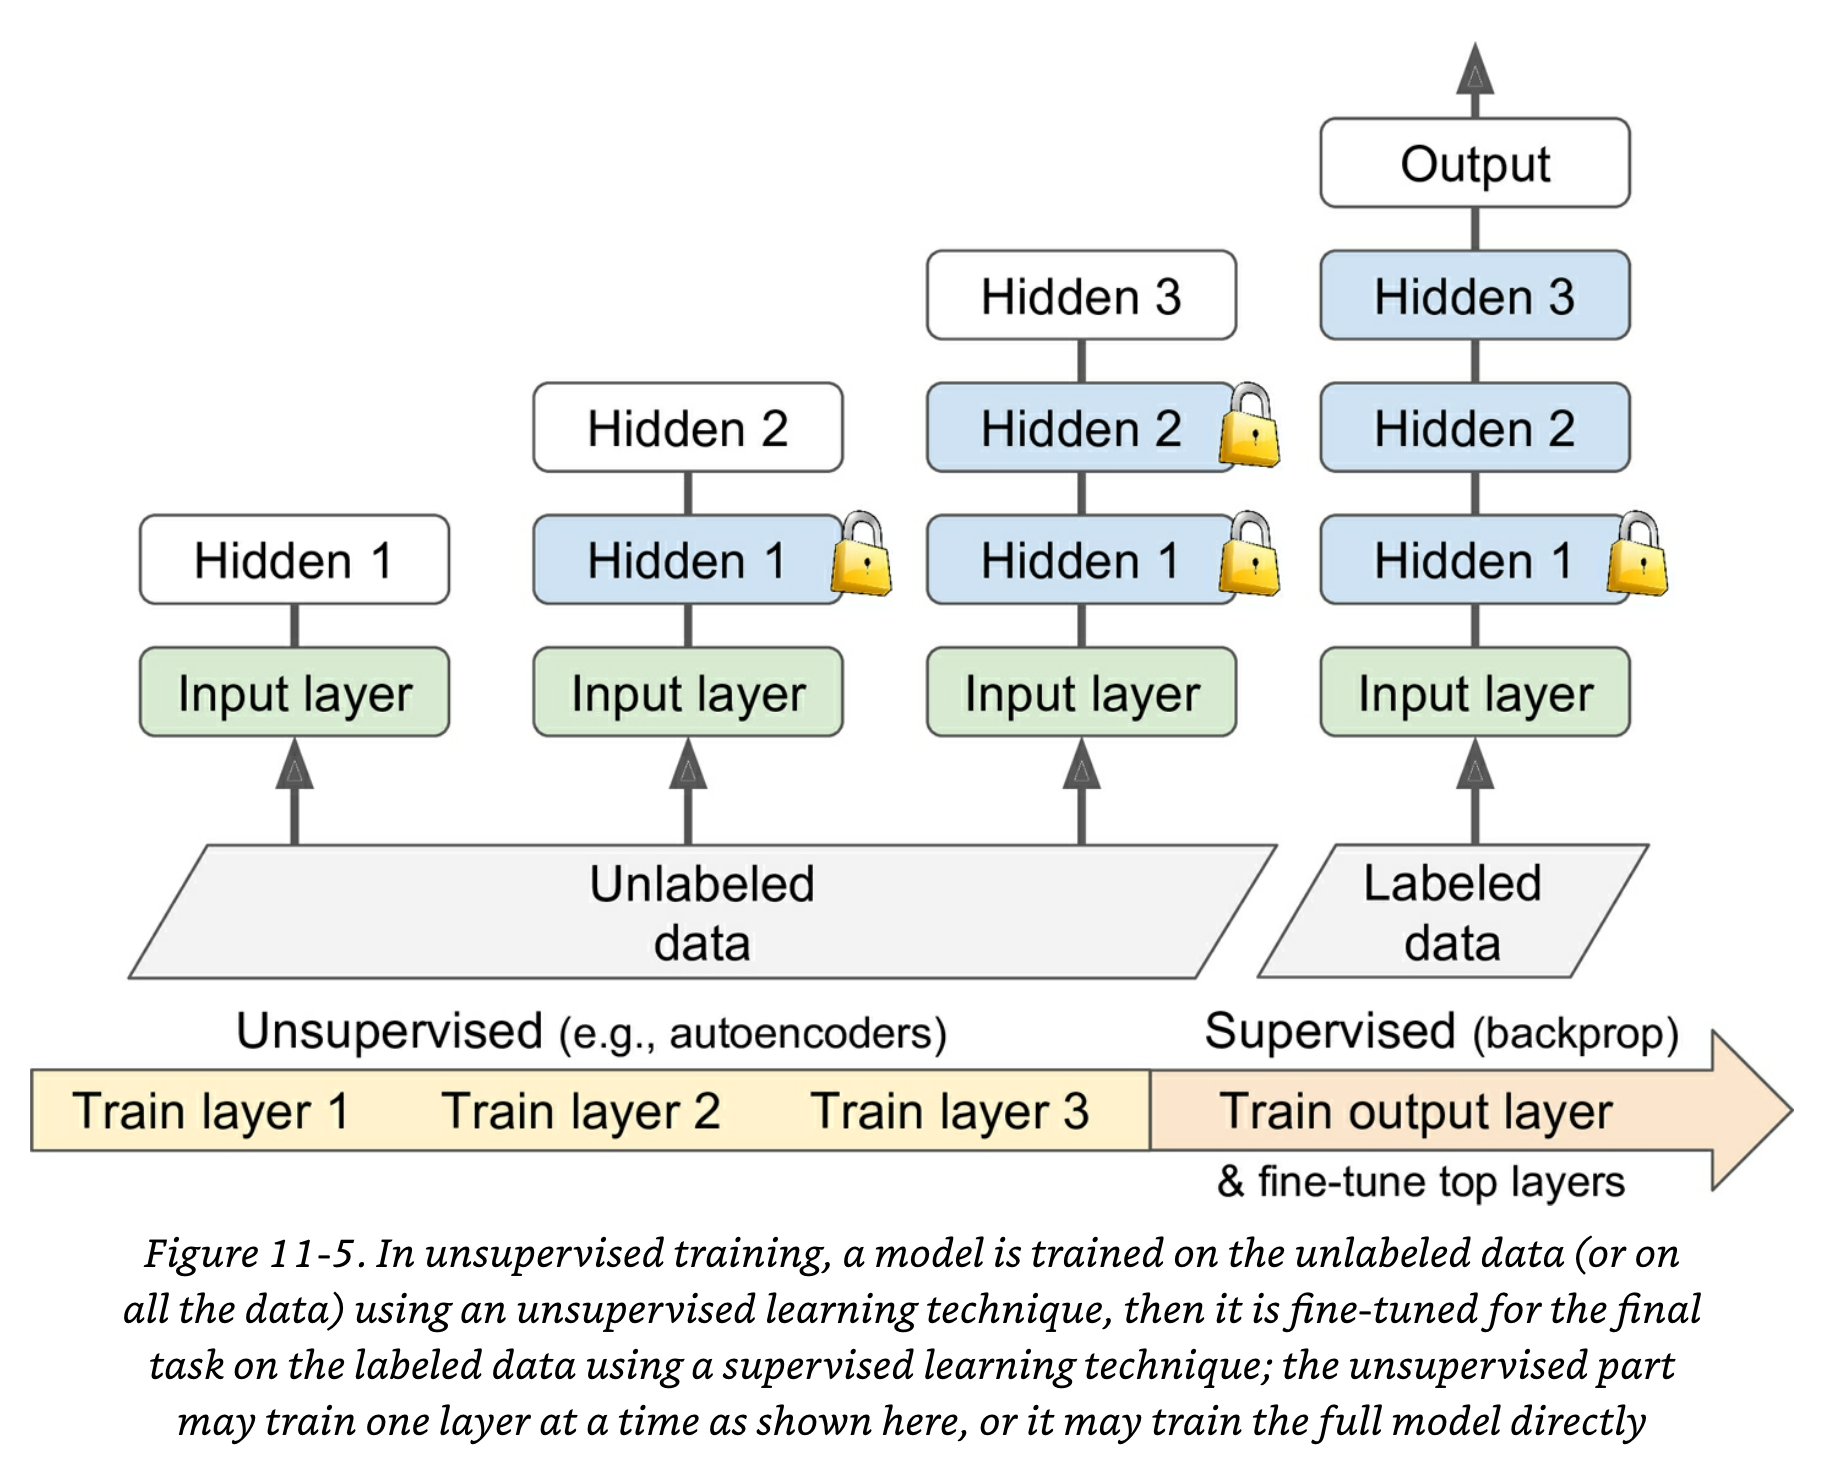 Output
Hidden 3
Hidden 3
Hidden 2
Hidden 2
Hidden 2
Hidden 1
Hidden 1
Hidden 1
Hidden 1
Input layer
Input layer
Input layer
Input layer
Unlabeled
data
Labeled
data
Unsupervised (e.g., autoencoders)
Supervised (backprop)
Train layer 1
Train layer 2
Train layer 3
Train output layer
& fine-tune top layers
Figure 11-5. In unsupervised training, a model is trained on the unlabeled data (or on
all the data) using an unsupervised learning technique, then it is fine-tuned for the final
task on the labeled data using a supervised learning technique; the unsupervised part
may train one layer at a time as shown here, or it may train the full model directly